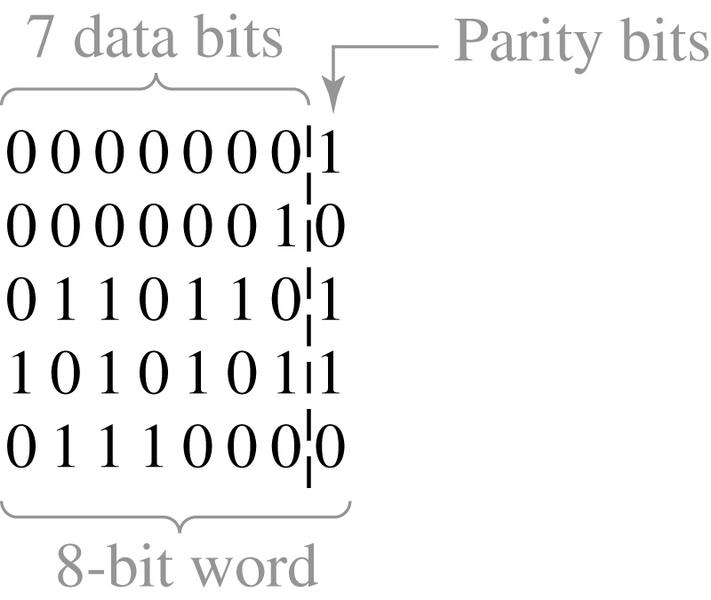 7 data bits Parity bits
0 0 0 0 0 0 0 1
0 0 0 0 0 0 1 0
0 1 1 0 1 1 0 1
1 0 1 0 1 0 1 1
0 1 1 1 0 0 0 0
8-bit word